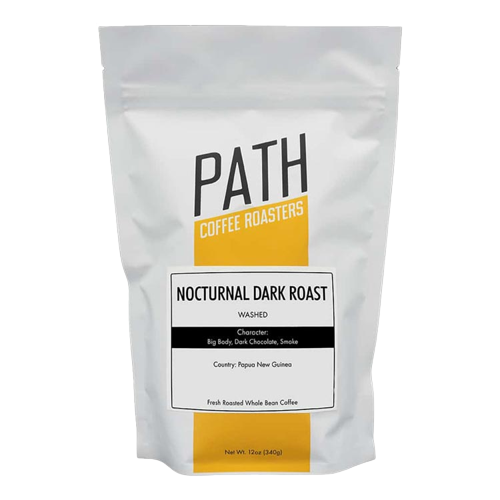 PATH
COFFEE ROASTERS
NOCTURNAL DARK ROAST
WASHED
Character:
Big Body, Dark Chocolate, Smoke
Country: Papua New Guinea
Fresh Roasted Whole Bean Coffee
Net Wt. 12oz (340g)